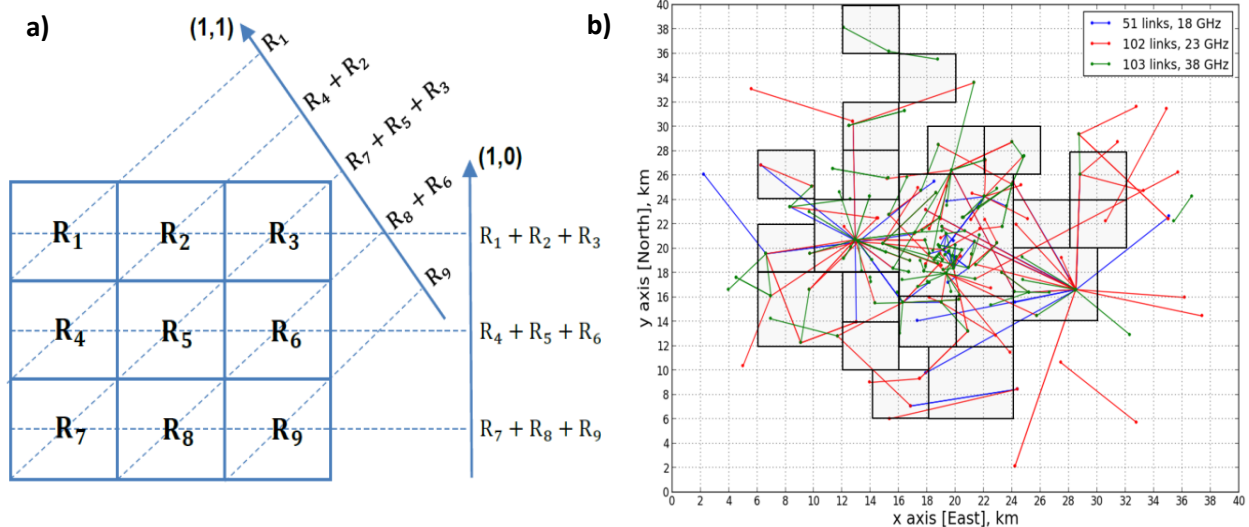 a)
(1,1)
R₁
R₄ + R₂
R₇ + R₅ + R₃
R₈ + R₆
R₉
(1,0)
R₁ R₂ R₃
R₁ + R₂ + R₃
R₄ R₅ R₆
R₄ + R₅ + R₆
R₇ R₈ R₉
R₇ + R₈ + R₉
b)
51 links, 18 GHz
102 links, 23 GHz
103 links, 38 GHz
y axis [North], km
40
38
36
34
32
30
28
26
24
22
20
18
16
14
12
10
8
6
4
2
0
0 2 4 6 8 10 12 14 16 18 20 22 24 26 28 30 32 34 36 38 40
x axis [East], km